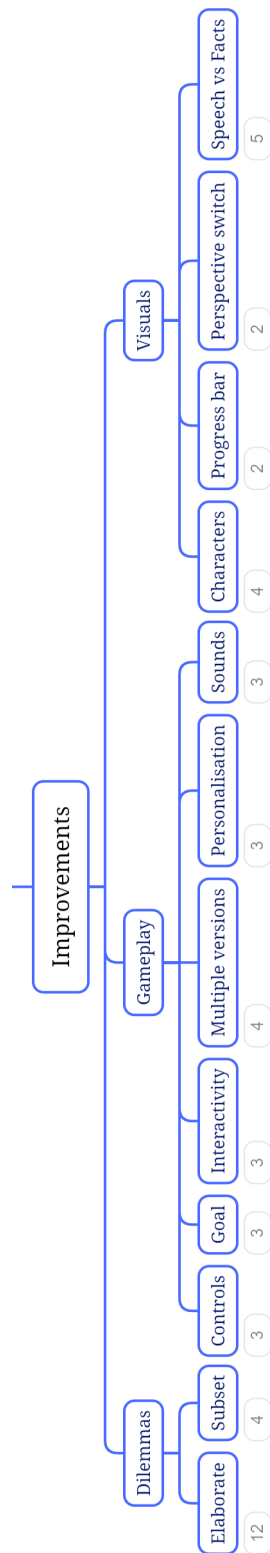 Improvements
Dilemmas
Elaborate
12
Subset
4
Gameplay
Controls
3
Goal
3
Interactivity
3
Multiple versions
4
Personalisation
3
Sounds
3
Visuals
Characters
4
Progress bar
2
Perspective switch
2
Speech vs Facts
5